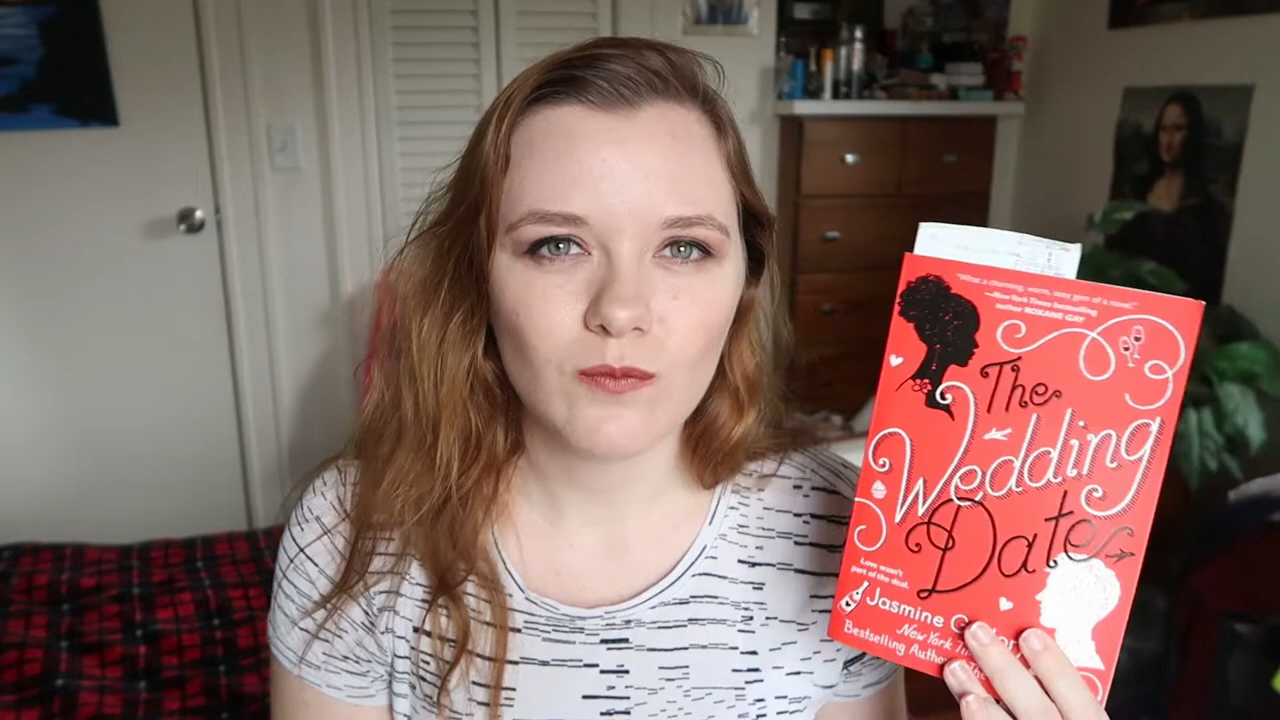 "What a charming, warm, sexy gem of a novel."
—New York Times bestselling
author ROXANE GAY
The
Wedding
Date
Love wasn't
part of the deal.
Jasmine
New York
Bestselling